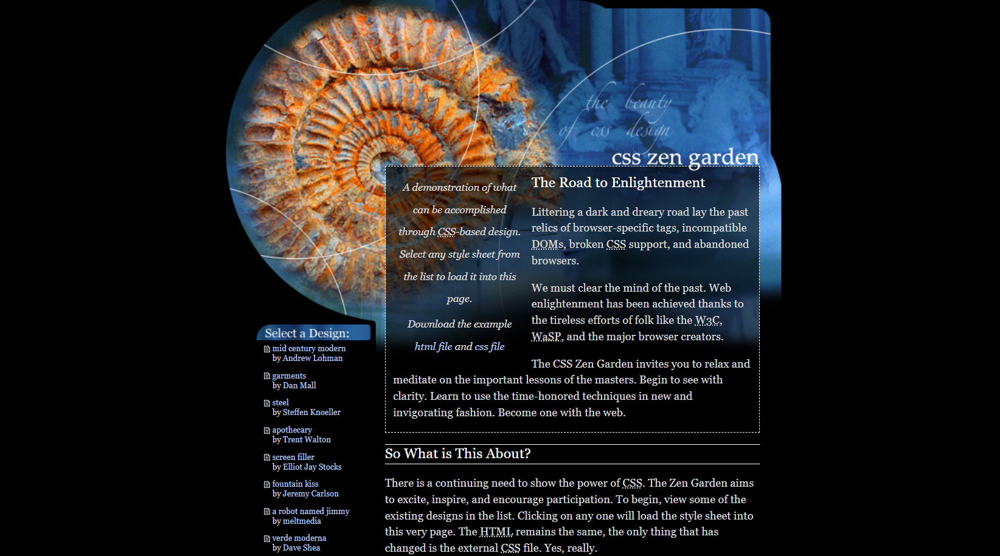 the beauty
of css design
css zen garden
A demonstration of what
can be accomplished
through CSS-based design.
Select any style sheet from
the list to load it into this
page.
Download the example
html file and css file
The Road to Enlightenment
Littering a dark and dreary road lay the past
relics of browser-specific tags, incompatible
DOMs, broken CSS support, and abandoned
browsers.
We must clear the mind of the past. Web
enlightenment has been achieved thanks to
the tireless efforts of folk like the W3C,
WaSP, and the major browser creators.
The CSS Zen Garden invites you to relax and
meditate on the important lessons of the masters. Begin to see with
clarity. Learn to use the time-honored techniques in new and
invigorating fashion. Become one with the web.
So What is This About?
There is a continuing need to show the power of CSS. The Zen Garden aims
to excite, inspire, and encourage participation. To begin, view some of the
existing designs in the list. Clicking on any one will load the style sheet into
this very page. The HTML remains the same, the only thing that has
changed is the external CSS file. Yes, really.
Select a Design:
mid century modern
by Andrew Lohman
garments
by Dan Mall
steel
by Steffen Knoeller
apothecary
by Trent Walton
screen filler
by Elliot Jay Stocks
fountain kiss
by Jeremy Carlson
a robot named jimmy
by meltmedia
verde moderna
by Dave Shea